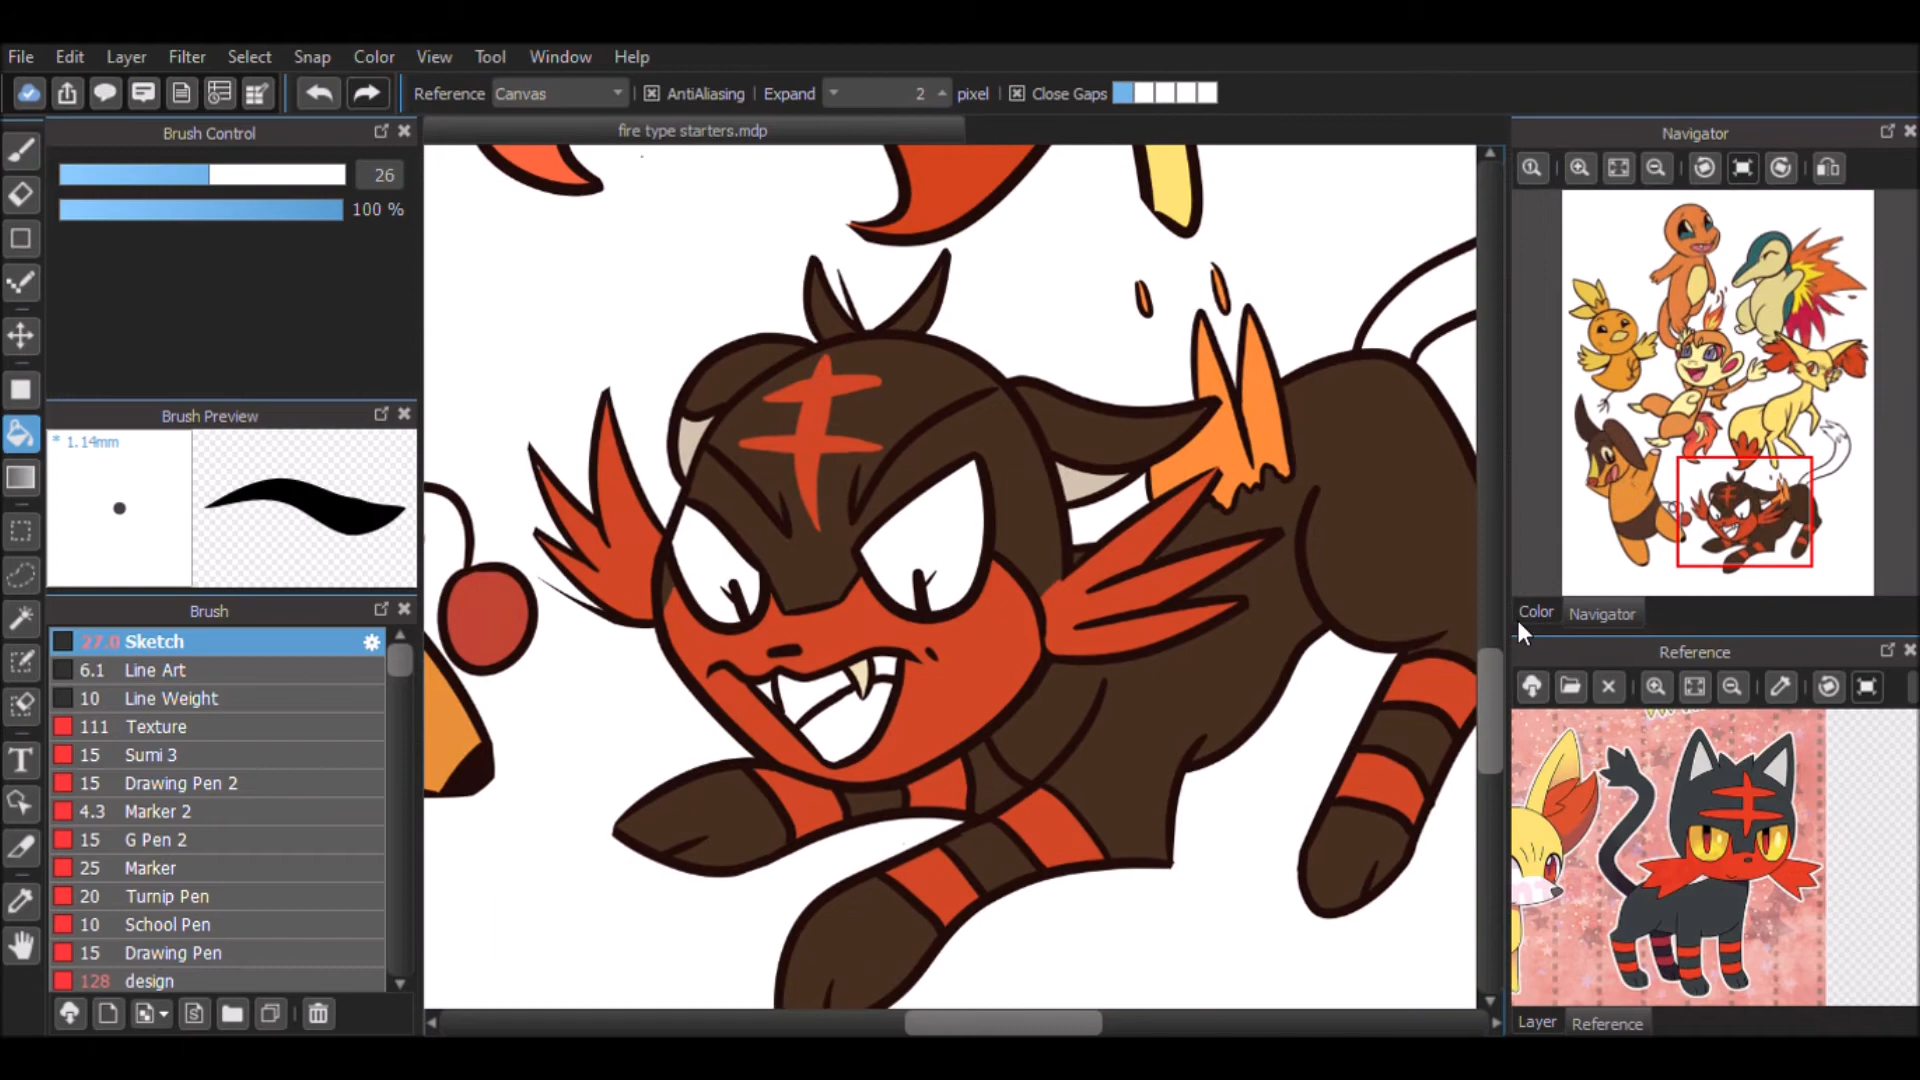 File Edit Layer Filter Select Snap Color View Tool Window Help
Reference Canvas AntiAliasing Expand 2 pixel Close Gaps
Brush Control
fire type starters.mdp
Navigator
26
100 %
Brush Preview
* 1.14mm
Brush
27.0 Sketch
6.1 Line Art
10 Line Weight
111 Texture
15 Sumi 3
15 Drawing Pen 2
4.3 Marker 2
15 G Pen 2
25 Marker
20 Turnip Pen
10 School Pen
15 Drawing Pen
128 design
Color Navigator
Reference
Layer Reference